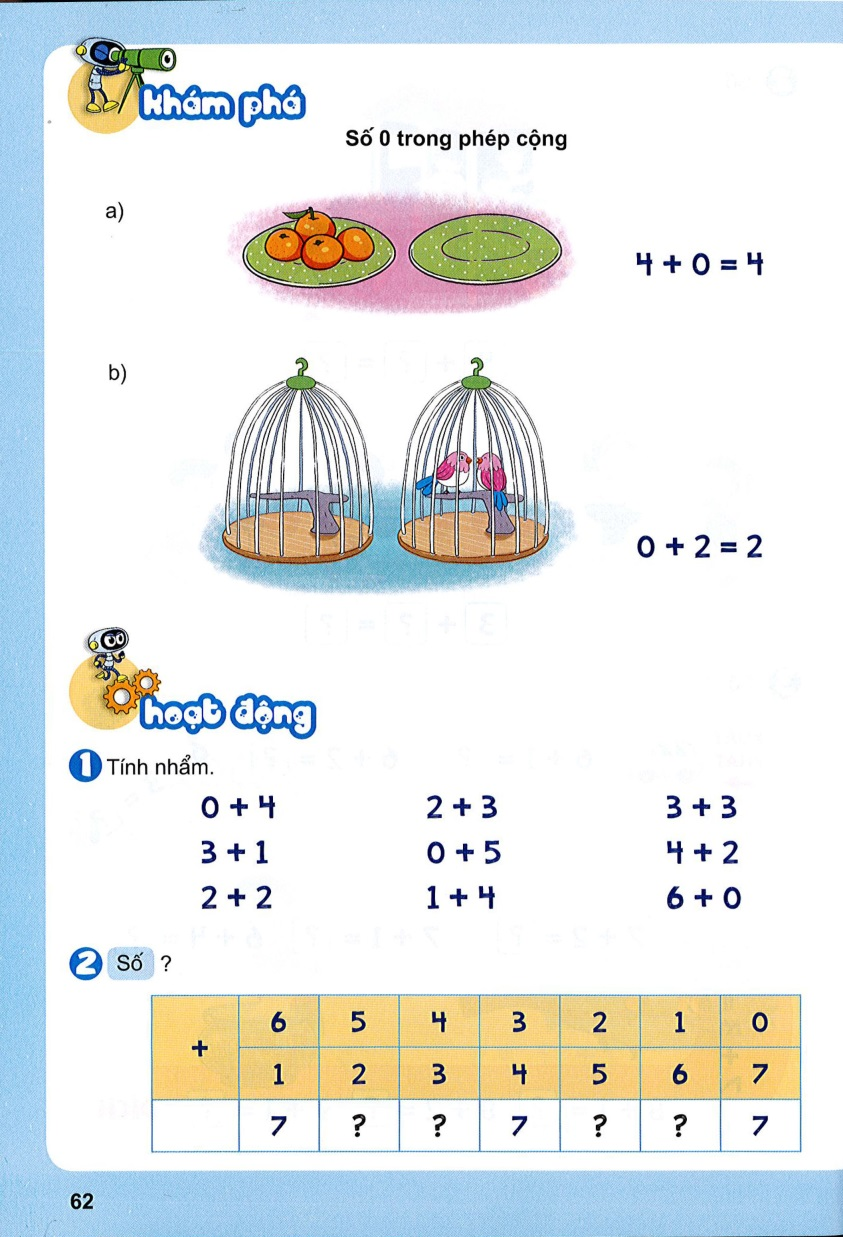 khám phá
Số 0 trong phép cộng
a)
4 + 0 = 4
b)
0 + 2 = 2
hoạt động
1 Tính nhẩm.
0 + 4 2 + 3 3 + 3
3 + 1 0 + 5 4 + 2
2 + 2 1 + 4 6 + 0
2 Số ?
+ 6 5 4 3 2 1 0
1 2 3 4 5 6 7
7 ? ? 7 ? ? 7
62